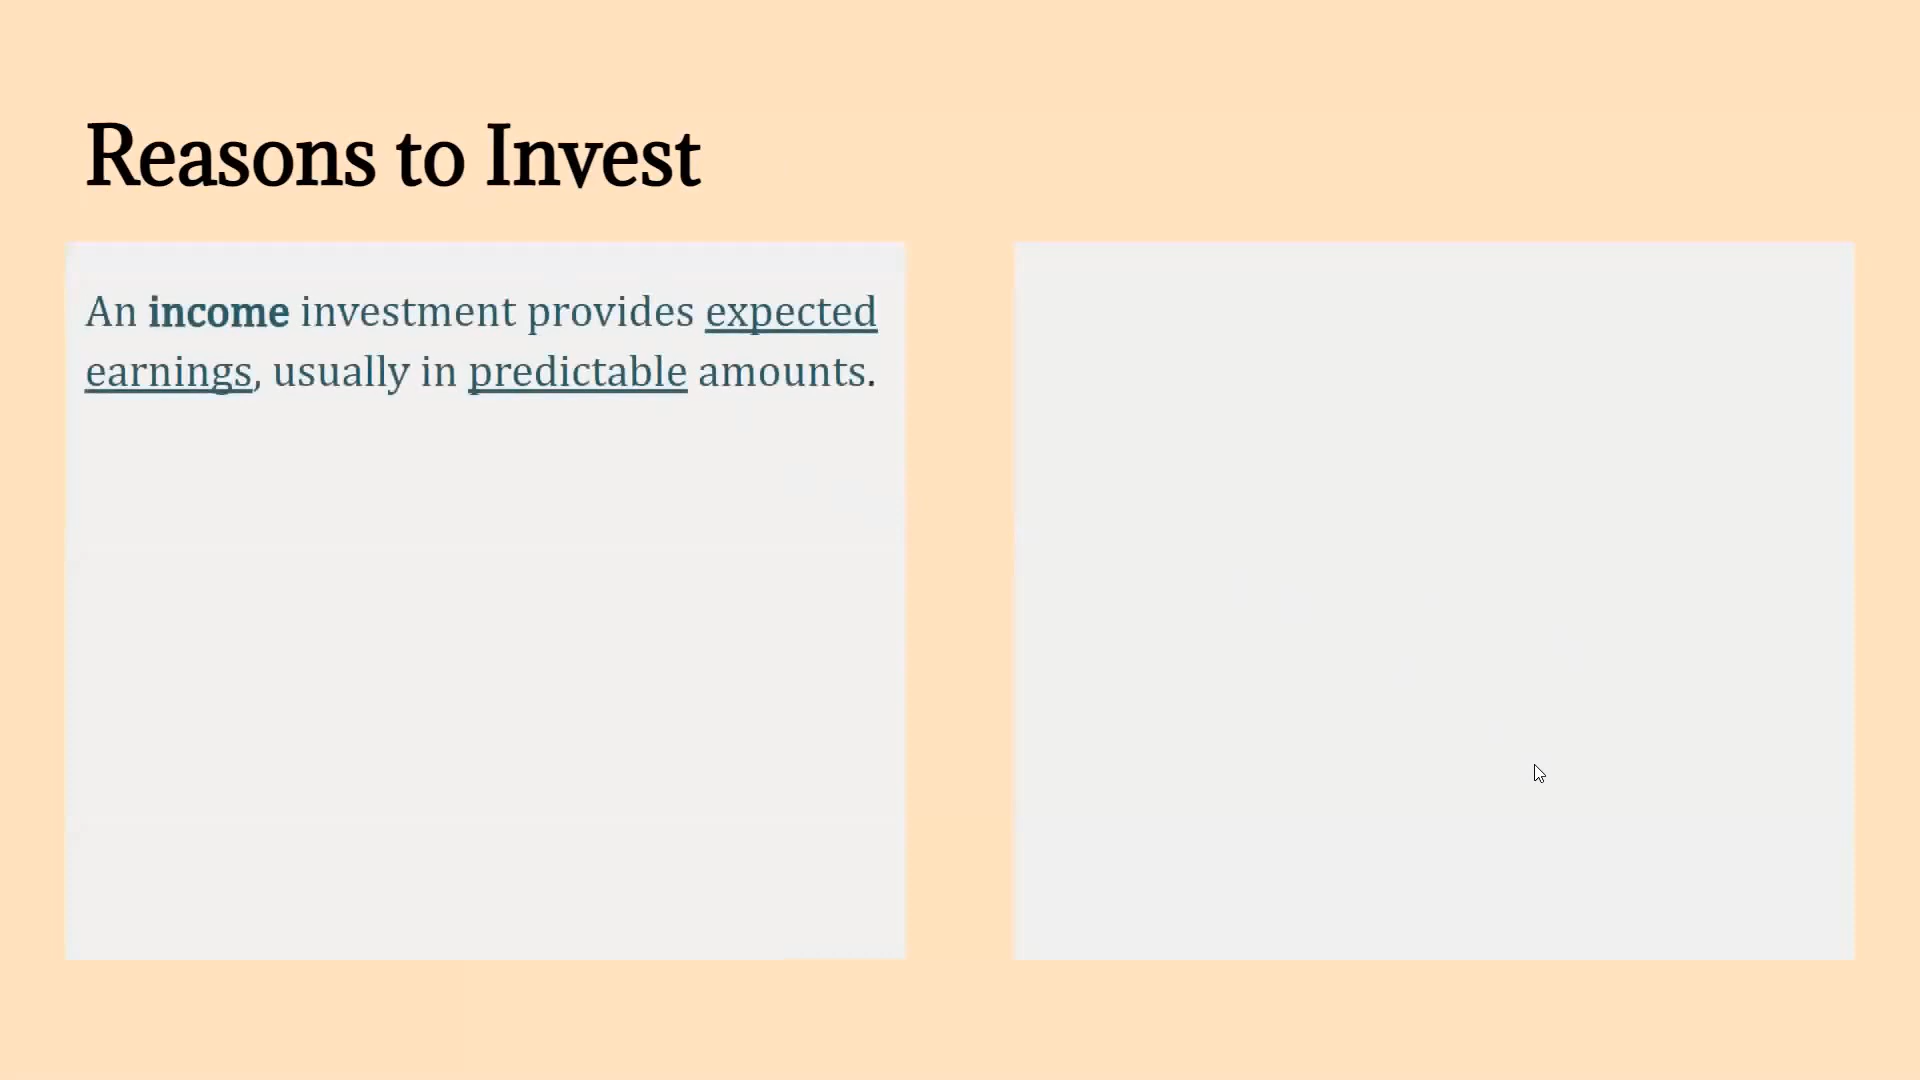 Reasons to Invest
An income investment provides expected
earnings, usually in predictable amounts.